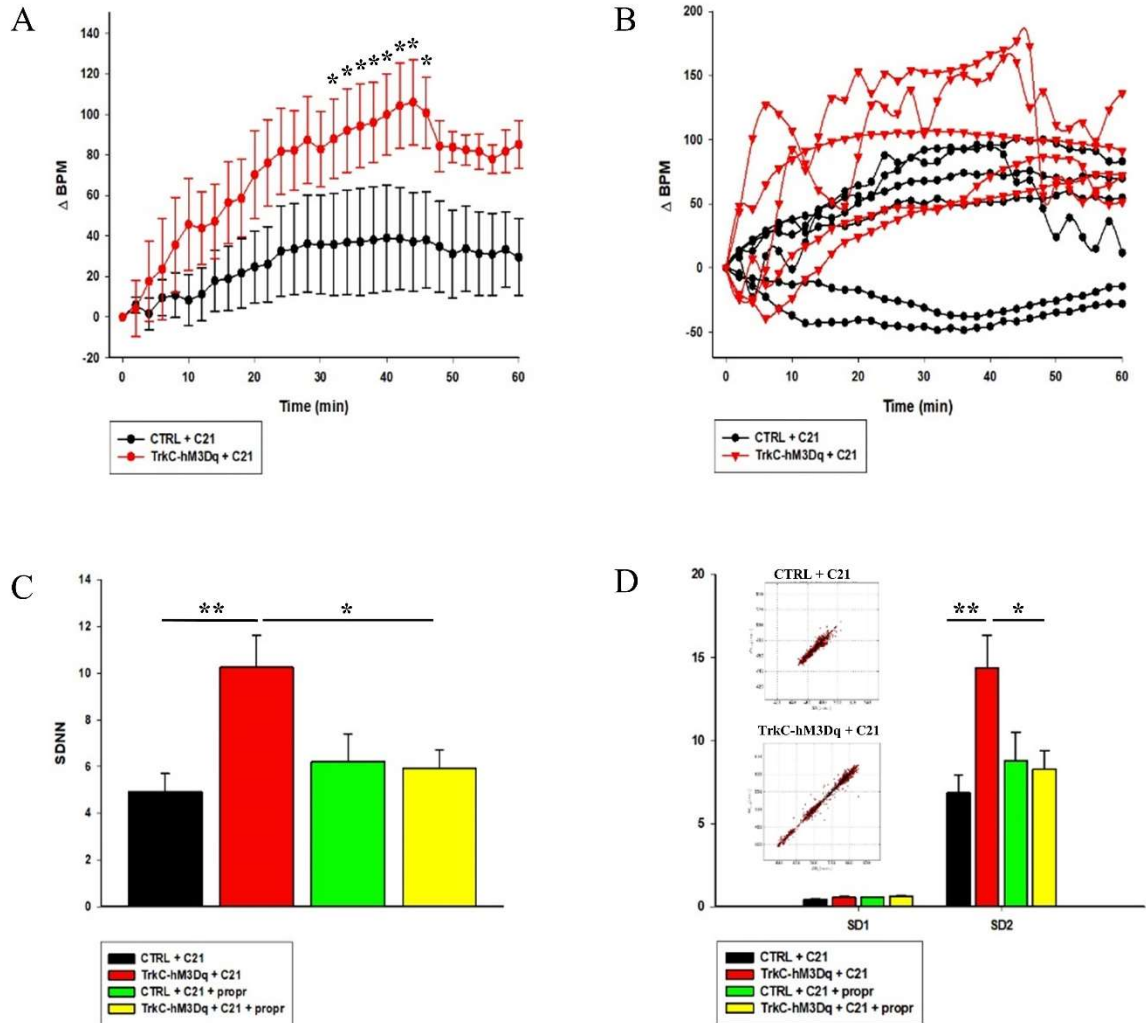 A
140
120
100
80
60
40
20
0
-20
Δ BPM
* * * * * * * *
0 10 20 30 40 50 60
Time (min)
CTRL + C21
TrkC-hM3Dq + C21
B
200
150
100
50
0
-50
Δ BPM
0 10 20 30 40 50 60
Time (min)
CTRL + C21
TrkC-hM3Dq + C21
C
14
12
10
8
6
4
2
0
SDNN
** *
CTRL + C21
TrkC-hM3Dq + C21
CTRL + C21 + propr
TrkC-hM3Dq + C21 + propr
D
20
15
10
5
0
CTRL + C21
TrkC-hM3Dq + C21
** *
SD1 SD2
CTRL + C21
TrkC-hM3Dq + C21
CTRL + C21 + propr
TrkC-hM3Dq + C21 + propr